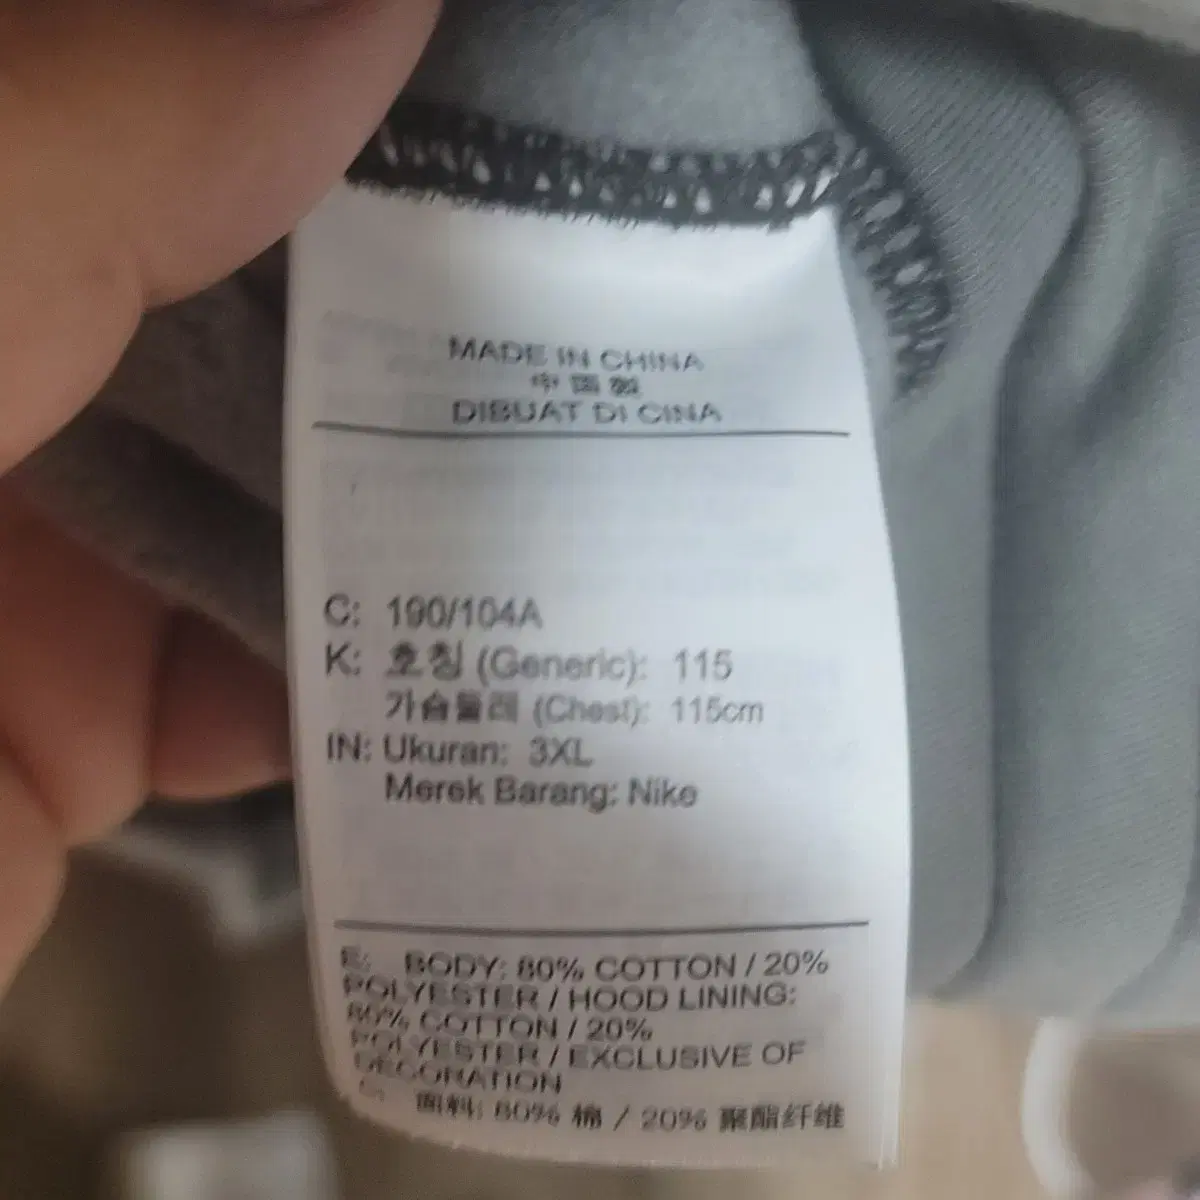 MADE IN CHINA
中国製
DIBUAT DI CINA
C: 190/104A
K: 호칭 (Generic): 115
가슴둘레 (Chest): 115cm
IN: Ukuran: 3XL
Merek Barang: Nike
E: BODY: 80% COTTON / 20%
POLYESTER / HOOD LINING:
80% COTTON / 20%
POLYESTER / EXCLUSIVE OF
DECORATION
C: 面料: 80% 棉 / 20% 聚酯纤维